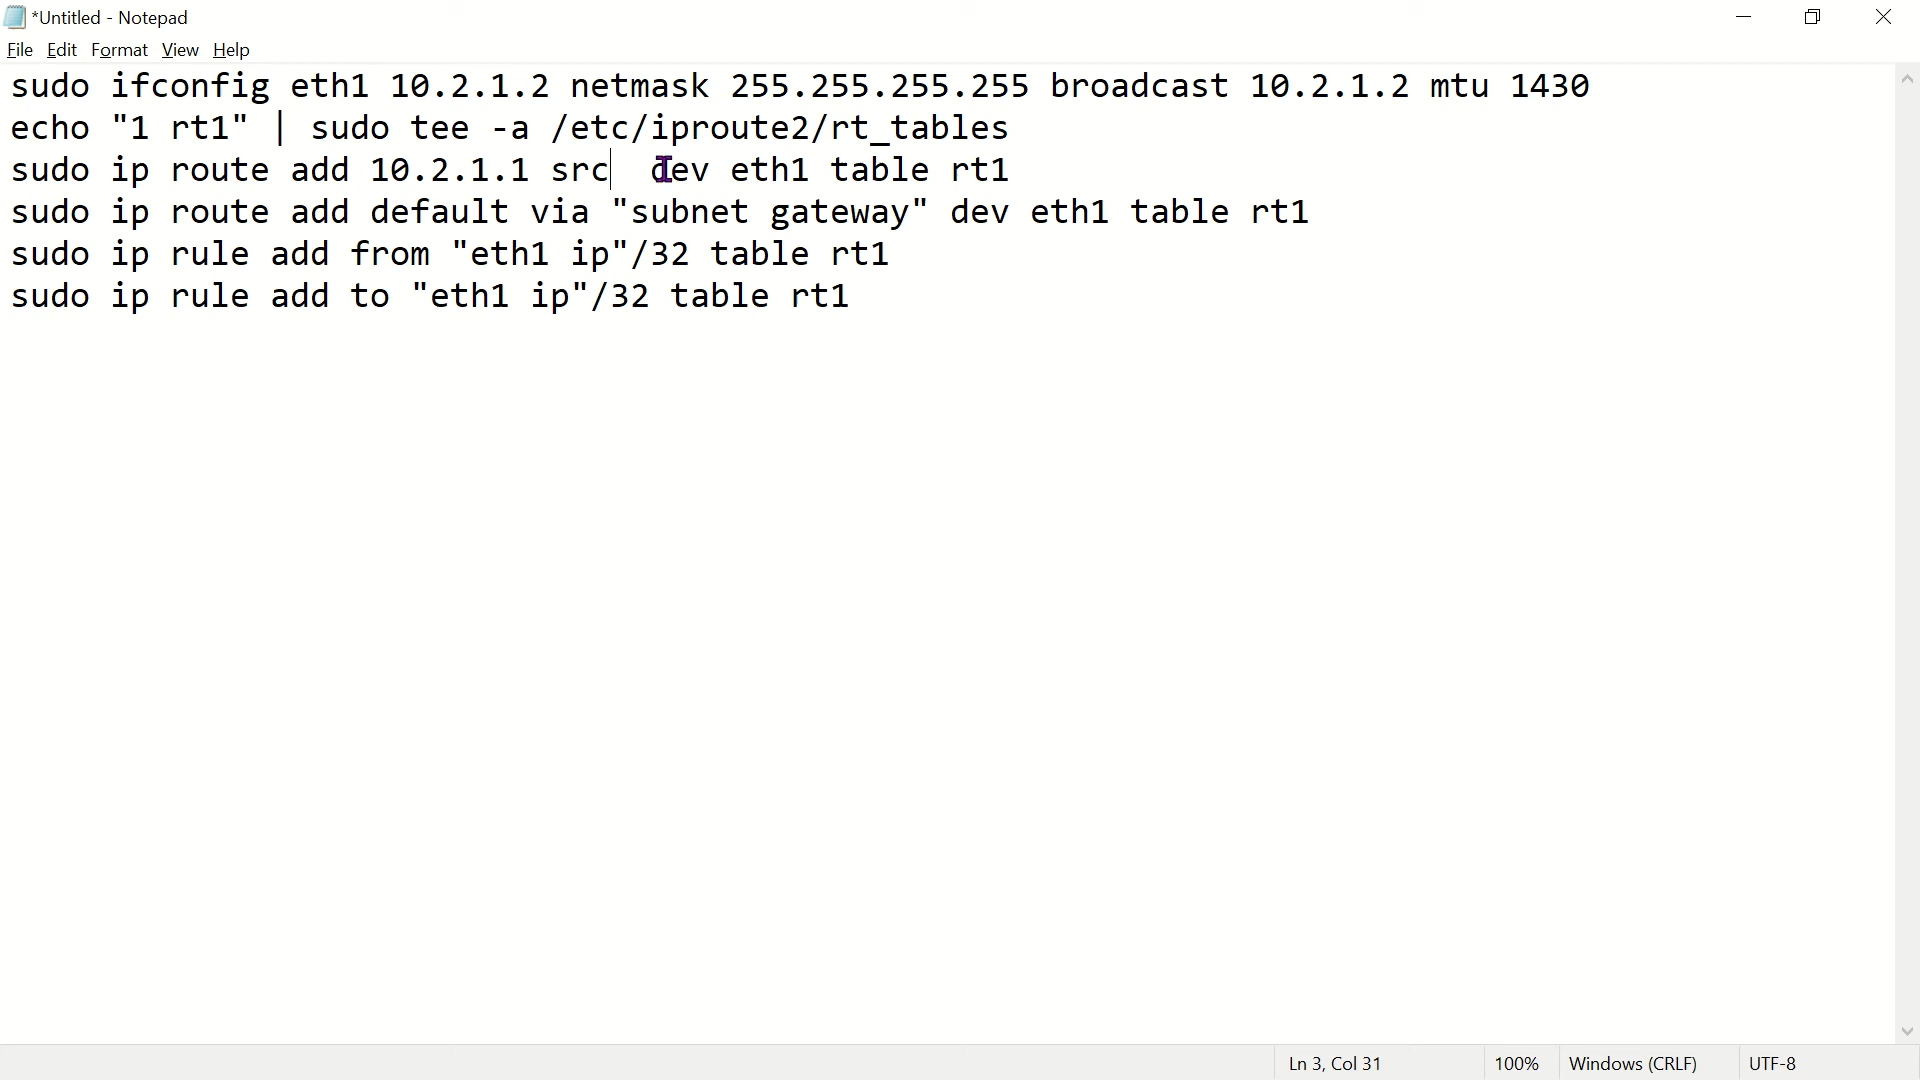 *Untitled - Notepad
File Edit Format View Help
sudo ifconfig eth1 10.2.1.2 netmask 255.255.255.255 broadcast 10.2.1.2 mtu 1430
echo "1 rt1" | sudo tee -a /etc/iproute2/rt_tables
sudo ip route add 10.2.1.1 src  dev eth1 table rt1
sudo ip route add default via "subnet gateway" dev eth1 table rt1
sudo ip rule add from "eth1 ip"/32 table rt1
sudo ip rule add to "eth1 ip"/32 table rt1
Ln 3, Col 31 100% Windows (CRLF) UTF-8